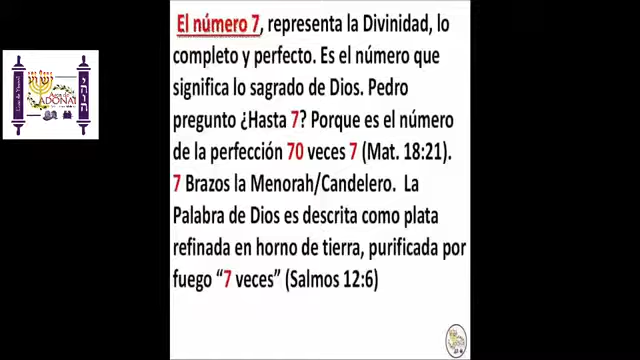 El número 7, representa la Divinidad, lo
completo y perfecto. Es el número que
significa lo sagrado de Dios. Pedro
pregunto ¿Hasta 7? Porque es el número
de la perfección 70 veces 7 (Mat. 18:21).
7 Brazos la Menorah/Candelero. La
Palabra de Dios es descrita como plata
refinada en horno de tierra, purificada por
fuego “7 veces” (Salmos 12:6)
ADONAI